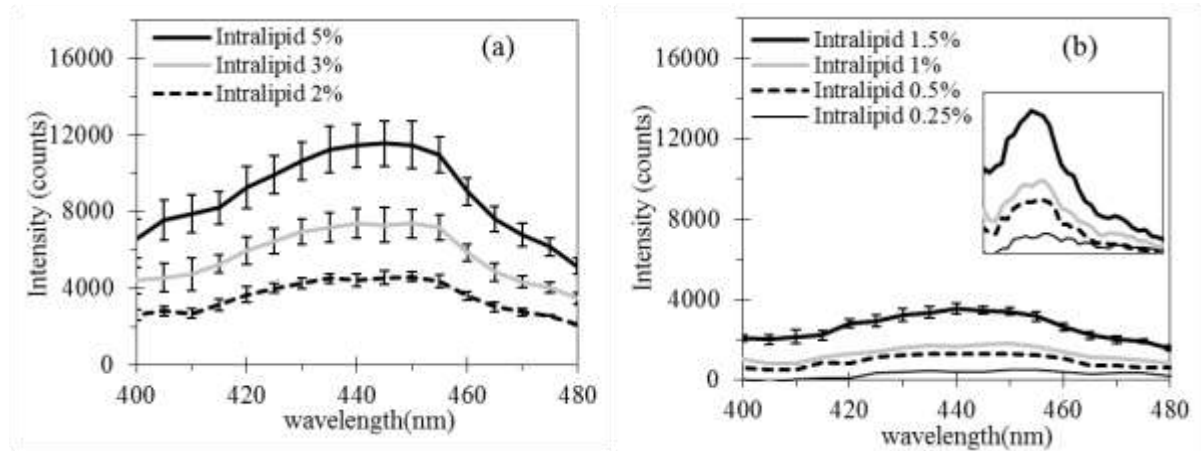 16000
12000
8000
4000
0
Intensity (counts)
Intralipid 5%
Intralipid 3%
Intralipid 2%
(a)
400
420
440
460
480
wavelength(nm)
16000
12000
8000
4000
0
Intensity (counts)
Intralipid 1.5%
Intralipid 1%
Intralipid 0.5%
Intralipid 0.25%
(b)
400
420
440
460
480
wavelength(nm)